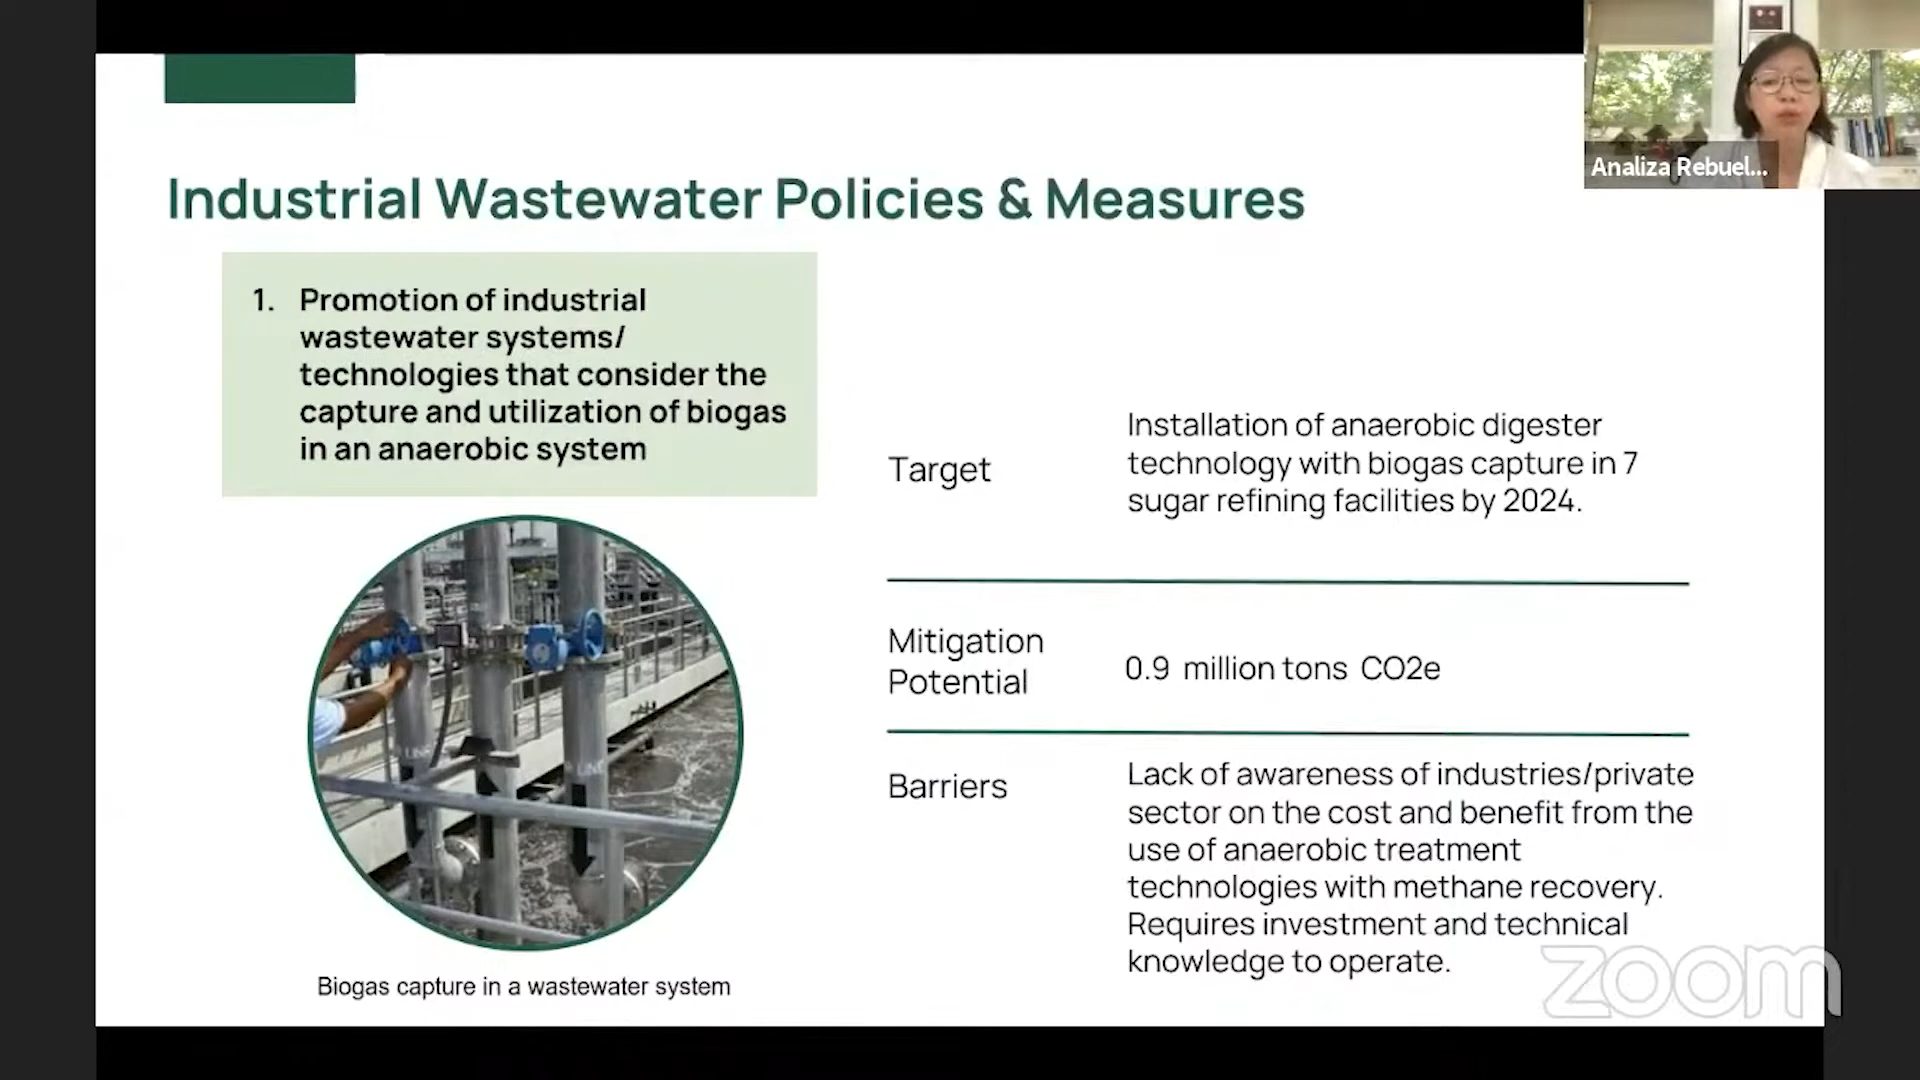 Analiza Rebuel...
Industrial Wastewater Policies & Measures
1. Promotion of industrial
wastewater systems/
technologies that consider the
capture and utilization of biogas
in an anaerobic system
Target
Installation of anaerobic digester
technology with biogas capture in 7
sugar refining facilities by 2024.
Mitigation
Potential
0.9 million tons CO2e
Barriers
Lack of awareness of industries/private
sector on the cost and benefit from the
use of anaerobic treatment
technologies with methane recovery.
Requires investment and technical
knowledge to operate.
LINE
LINE
Biogas capture in a wastewater system
zoom